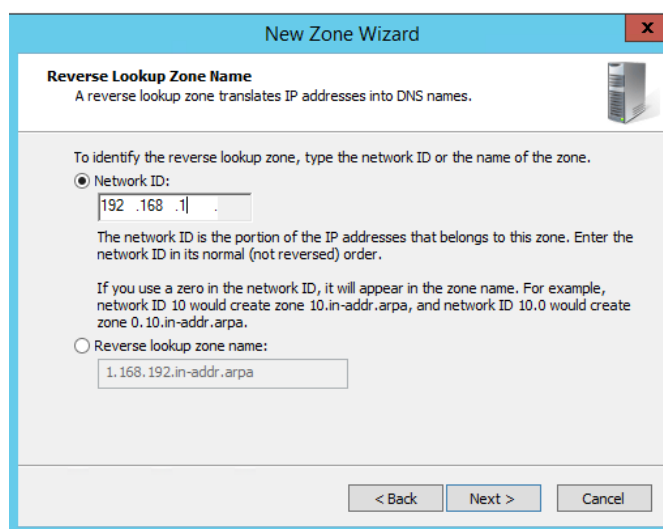 New Zone Wizard
x
Reverse Lookup Zone Name
A reverse lookup zone translates IP addresses into DNS names.
To identify the reverse lookup zone, type the network ID or the name of the zone.
Network ID:
192 .168 .1 .
The network ID is the portion of the IP addresses that belongs to this zone. Enter the
network ID in its normal (not reversed) order.
If you use a zero in the network ID, it will appear in the zone name. For example,
network ID 10 would create zone 10.in-addr.arpa, and network ID 10.0 would create
zone 0.10.in-addr.arpa.
Reverse lookup zone name:
1.168.192.in-addr.arpa
< Back Next > Cancel